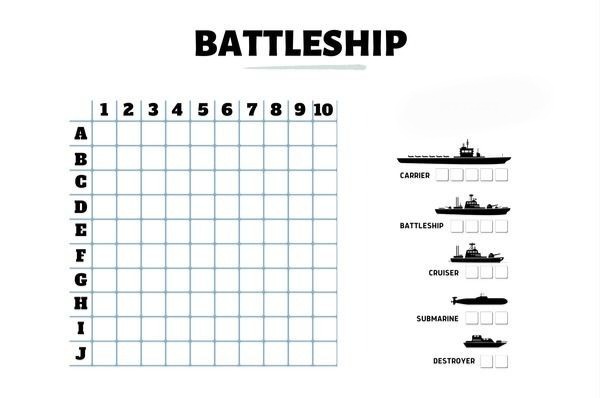 BATTLESHIP
1 2 3 4 5 6 7 8 9 10
A
B
C
D
E
F
G
H
I
J
CARRIER
BATTLESHIP
CRUISER
SUBMARINE
DESTROYER